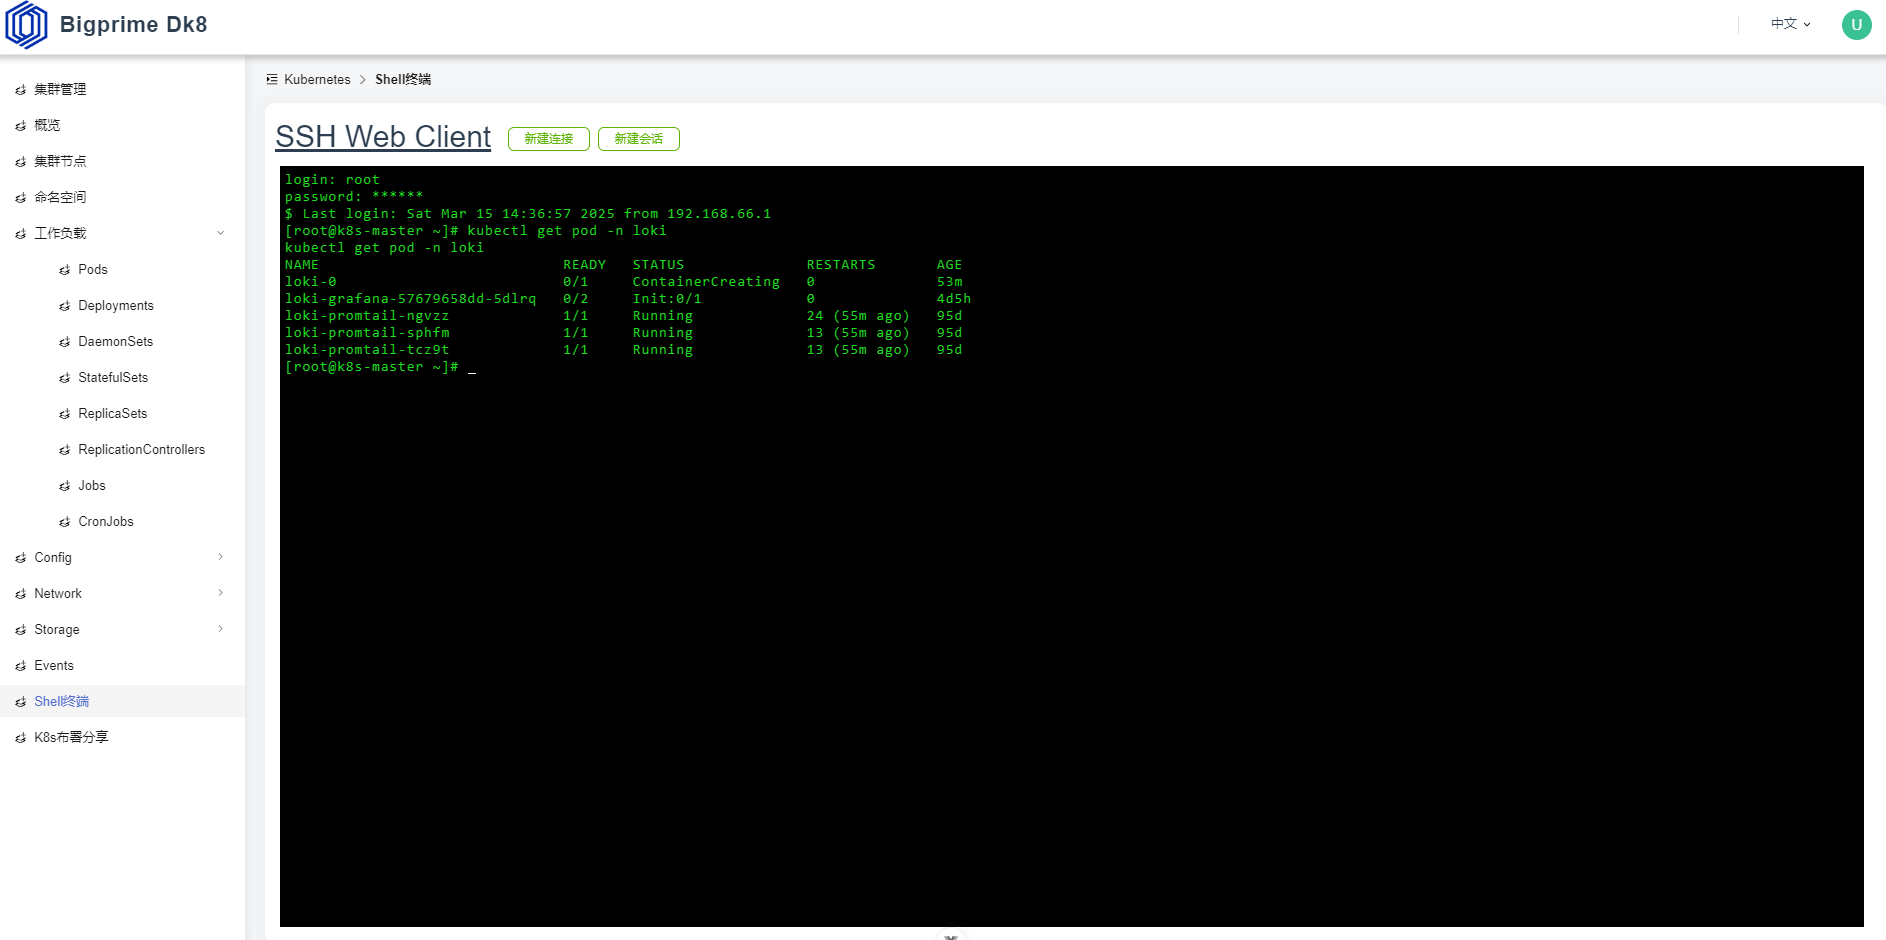 Bigprime Dk8
中文
U
集群管理
概览
集群节点
命名空间
工作负载
Pods
Deployments
DaemonSets
StatefulSets
ReplicaSets
ReplicationControllers
Jobs
CronJobs
Config
Network
Storage
Events
Shell终端
K8s布署分享
Kubernetes > Shell终端
SSH Web Client 新建连接 新建会话
login: root
password: ******
$ Last login: Sat Mar 15 14:36:57 2025 from 192.168.66.1
[root@k8s-master ~]# kubectl get pod -n loki
kubectl get pod -n loki
NAME READY STATUS RESTARTS AGE
loki-0 0/1 ContainerCreating 0 53m
loki-grafana-57679658dd-5dlrq 0/2 Init:0/1 0 4d5h
loki-promtail-ngvzz 1/1 Running 24 (55m ago) 95d
loki-promtail-sphfm 1/1 Running 13 (55m ago) 95d
loki-promtail-tcz9t 1/1 Running 13 (55m ago) 95d
[root@k8s-master ~]# _